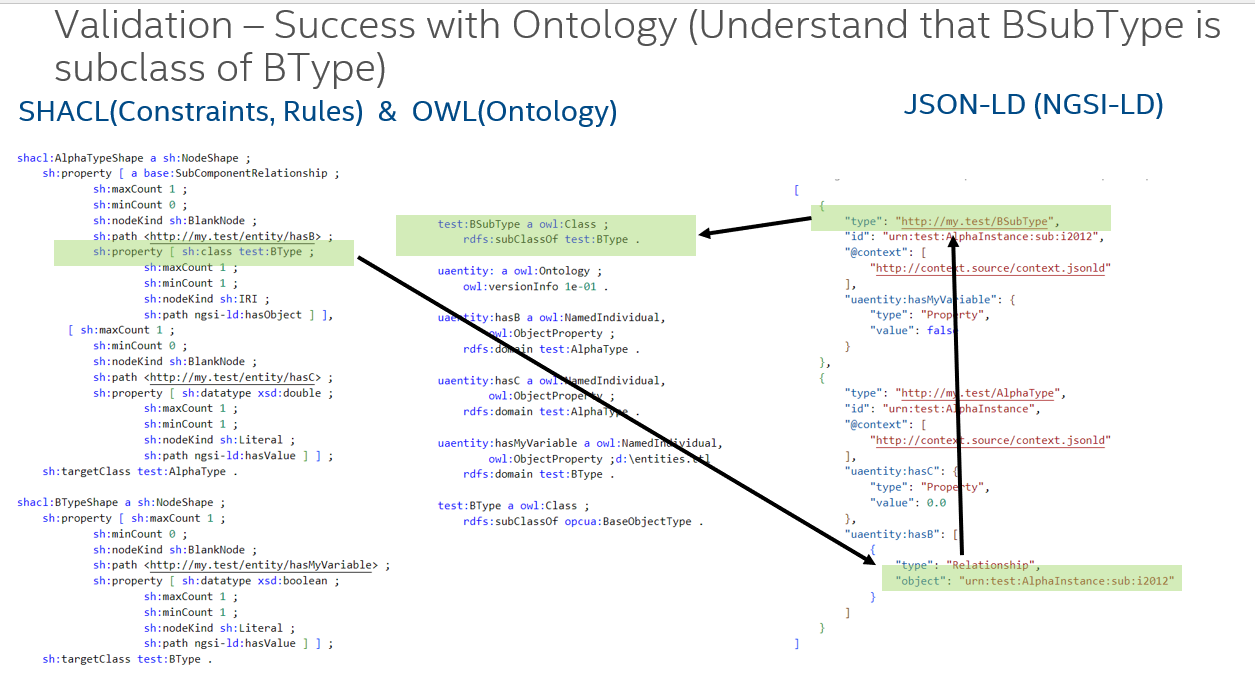 Validation – Success with Ontology (Understand that BSubType is
subclass of BType)
SHACL(Constraints, Rules)  &  OWL(Ontology)
JSON-LD (NGSI-LD)
shacl:AlphaTypeShape a sh:NodeShape ;
    sh:property [ a base:SubComponentRelationship ;
            sh:maxCount 1 ;
            sh:minCount 0 ;
            sh:nodeKind sh:BlankNode ;
            sh:path <http://my.test/entity/hasB> ;
            sh:property [ sh:class test:BType ;
                    sh:maxCount 1 ;
                    sh:minCount 1 ;
                    sh:nodeKind sh:IRI ;
                    sh:path ngsi-ld:hasObject ] ],
        [ sh:maxCount 1 ;
            sh:minCount 0 ;
            sh:nodeKind sh:BlankNode ;
            sh:path <http://my.test/entity/hasC> ;
            sh:property [ sh:datatype xsd:double ;
                    sh:maxCount 1 ;
                    sh:minCount 1 ;
                    sh:nodeKind sh:Literal ;
                    sh:path ngsi-ld:hasValue ] ] ;
    sh:targetClass test:AlphaType .
shacl:BTypeShape a sh:NodeShape ;
    sh:property [ sh:maxCount 1 ;
            sh:minCount 0 ;
            sh:nodeKind sh:BlankNode ;
            sh:path <http://my.test/entity/hasMyVariable> ;
            sh:property [ sh:datatype xsd:boolean ;
                    sh:maxCount 1 ;
                    sh:minCount 1 ;
                    sh:nodeKind sh:Literal ;
                    sh:path ngsi-ld:hasValue ] ] ;
    sh:targetClass test:BType .
test:BSubType a owl:Class ;
    rdfs:subClassOf test:BType .
uaentity: a owl:Ontology ;
    owl:versionInfo 1e-01 .
uaentity:hasB a owl:NamedIndividual,
        owl:ObjectProperty ;
    rdfs:domain test:AlphaType .
uaentity:hasC a owl:NamedIndividual,
        owl:ObjectProperty ;
    rdfs:domain test:AlphaType .
uaentity:hasMyVariable a owl:NamedIndividual,
        owl:ObjectProperty ;d:\entities.ttl
    rdfs:domain test:BType .
test:BType a owl:Class ;
    rdfs:subClassOf opcua:BaseObjectType .
[
    {
        "type": "http://my.test/BSubType",
        "id": "urn:test:AlphaInstance:sub:i2012",
        "@context": [
            "http://context.source/context.jsonld"
        ],
        "uaentity:hasMyVariable": {
            "type": "Property",
            "value": false
        }
    },
    {
        "type": "http://my.test/AlphaType",
        "id": "urn:test:AlphaInstance",
        "@context": [
            "http://context.source/context.jsonld"
        ],
        "uaentity:hasC": {
            "type": "Property",
            "value": 0.0
        },
        "uaentity:hasB": [
            {
                "type": "Relationship",
                "object": "urn:test:AlphaInstance:sub:i2012"
            }
        ]
    }
]